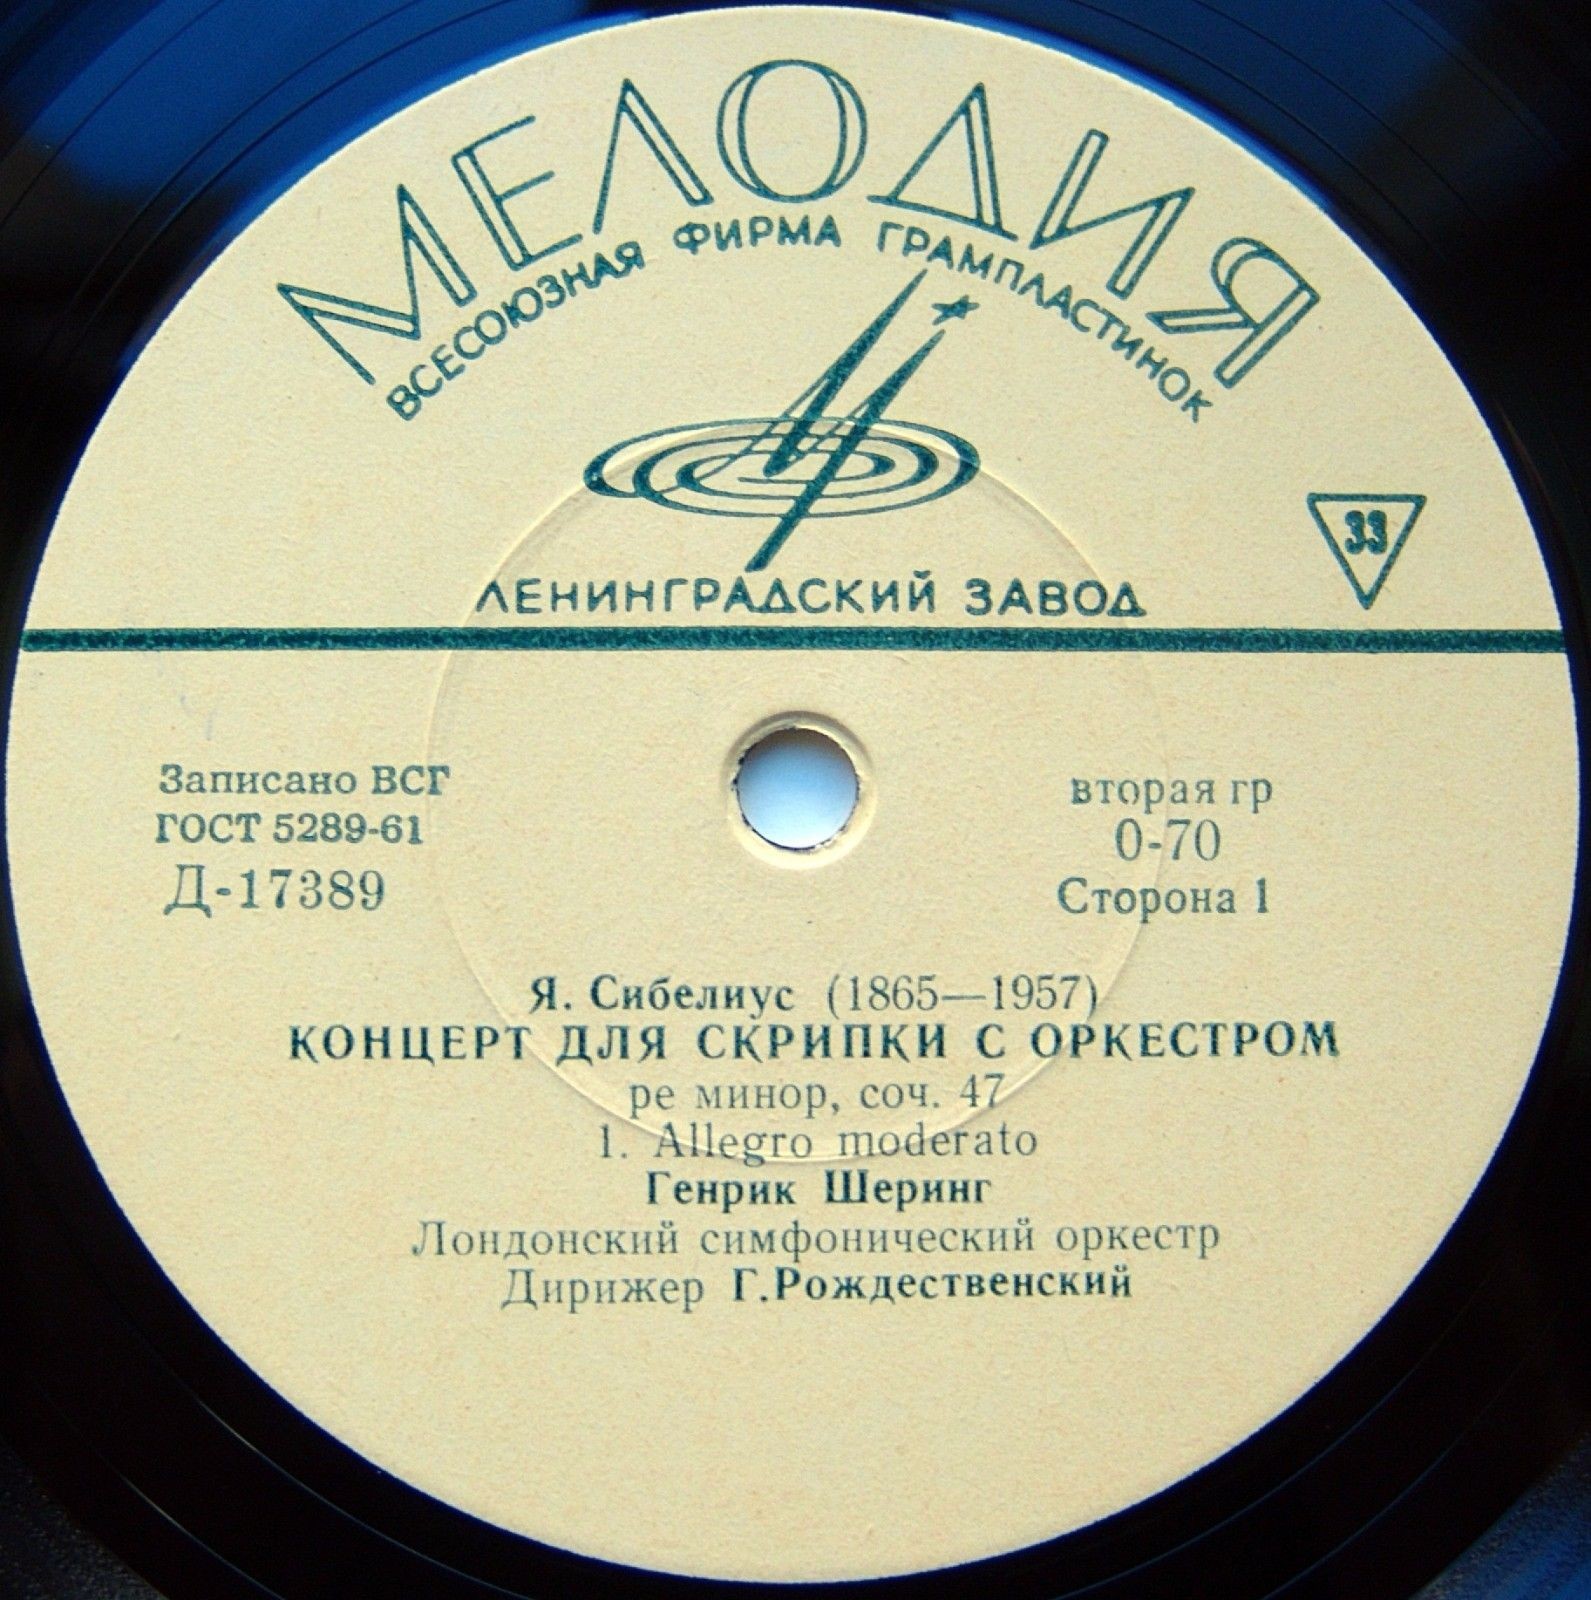 МЕЛОДИЯ
ВСЕСОЮЗНАЯ ФИРМА ГРАМПЛАСТИНОК
33
ЛЕНИНГРАДСКИЙ ЗАВОД
Записано ВСГ
ГОСТ 5289-61
Д-17389
вторая гр
0-70
Сторона 1
Я. Сибелиус (1865—1957)
КОНЦЕРТ ДЛЯ СКРИПКИ С ОРКЕСТРОМ
ре минор, соч. 47
1. Allegro moderato
Генрик Шеринг
Лондонский симфонический оркестр
Дирижер Г.Рождественский